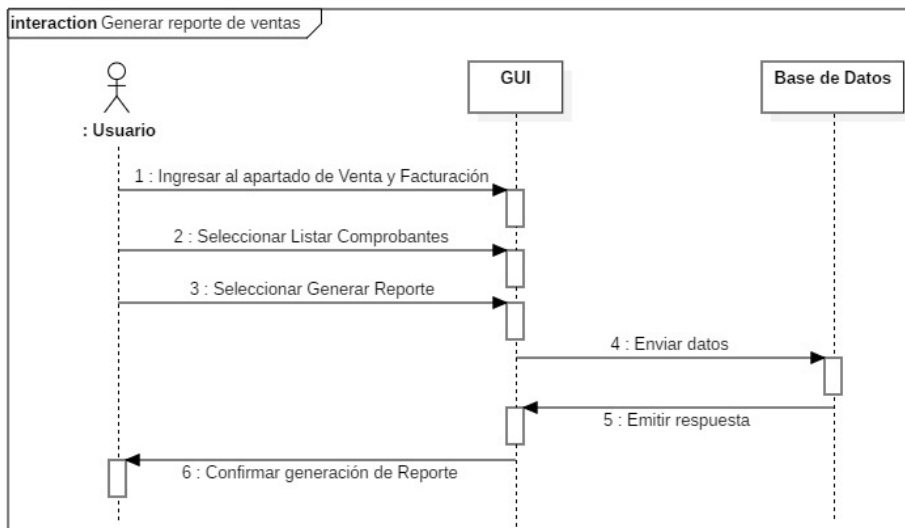 interaction Generar reporte de ventas
GUI
Base de Datos
: Usuario
1 : Ingresar al apartado de Venta y Facturación
2 : Seleccionar Listar Comprobantes
3 : Seleccionar Generar Reporte
4 : Enviar datos
5 : Emitir respuesta
6 : Confirmar generación de Reporte